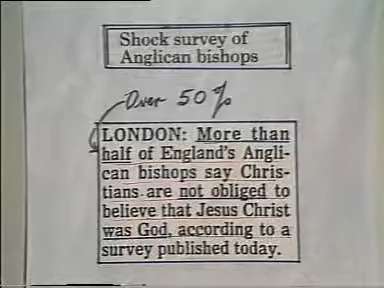 Shock survey of
Anglican bishops
Over 50%
LONDON: More than
half of England's Angli-
can bishops say Chris-
tians are not obliged to
believe that Jesus Christ
was God, according to a
survey published today.